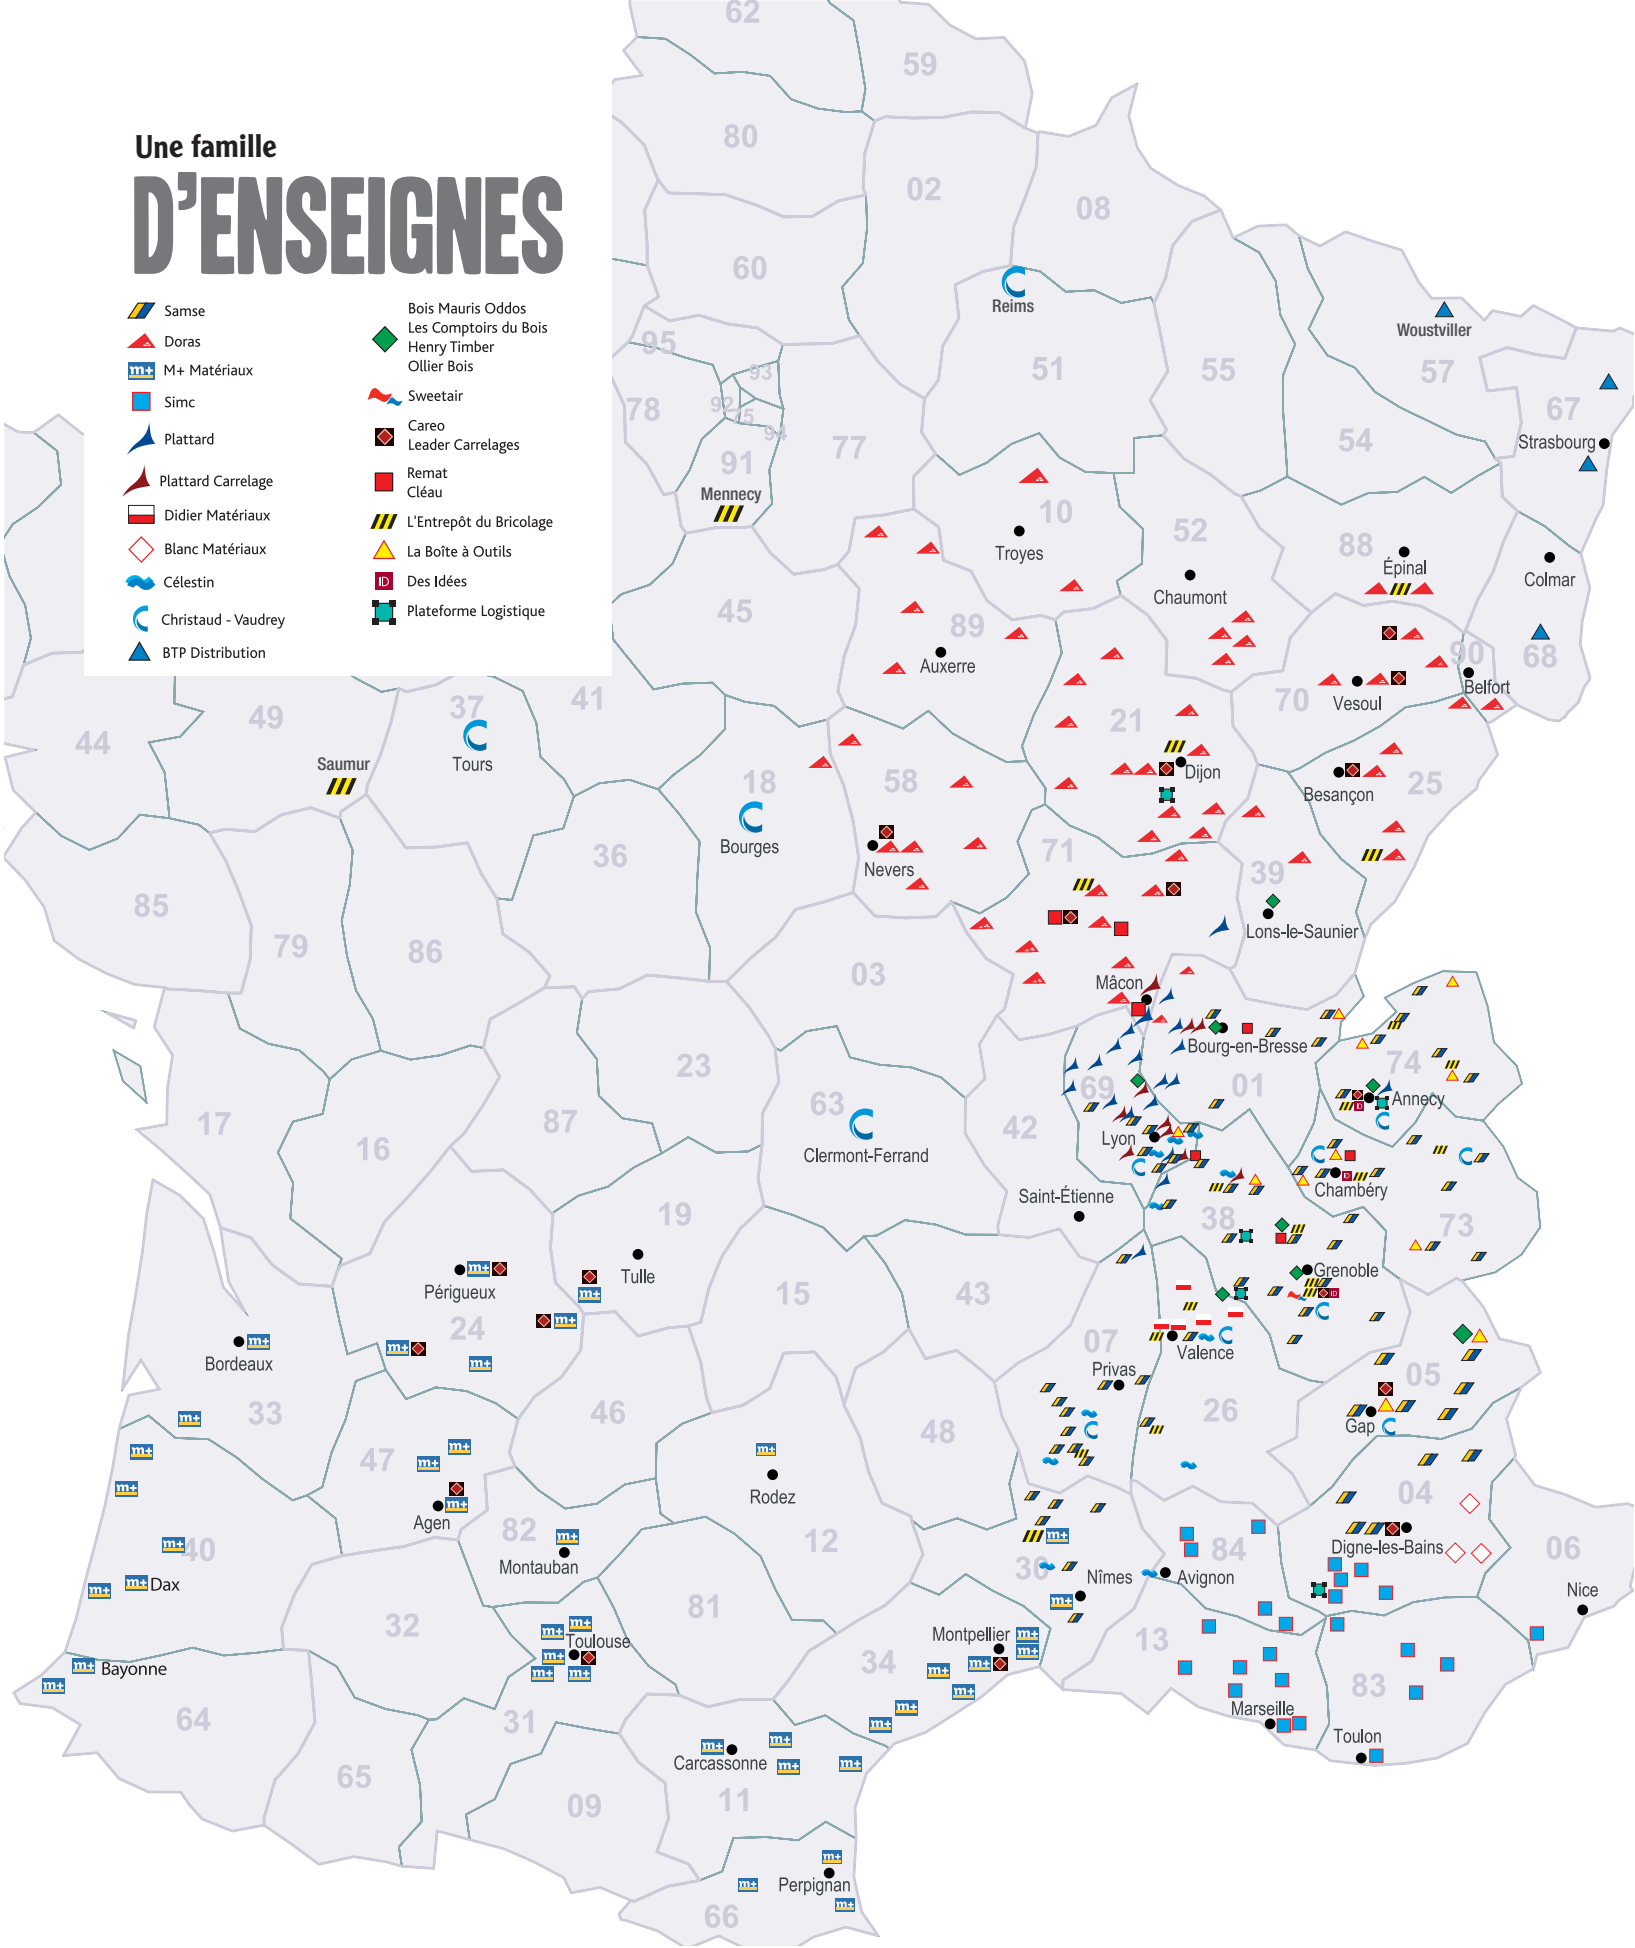 Une famille
D'ENSEIGNES
Samse
Doras
m+ M+ Matériaux
Simc
Plattard
Plattard Carrelage
Didier Matériaux
Blanc Matériaux
Célestin
Christaud - Vaudrey
BTP Distribution
Bois Mauris Oddos
Les Comptoirs du Bois
Henry Timber
Ollier Bois
Sweetair
Careo
Leader Carrelages
Remat
Cléau
L'Entrepôt du Bricolage
La Boîte à Outils
ID Des Idées
Plateforme Logistique
62
59
80
02
08
60
Reims
Woustviller
95
93
51
55
57
78
92
75
94
67
77
54
Strasbourg
91
Mennecy
10
Troyes
52
88
Épinal
Colmar
Chaumont
45
89
Auxerre
90
68
Belfort
70
Vesoul
41
37
49
44
Tours
21
Saumur
Dijon
18
58
Besançon
25
Bourges
36
Nevers
71
39
85
Lons-le-Saunier
79
86
03
Mâcon
Bourg-en-Bresse
74
23
69
01
Annecy
17
87
63
42
16
Lyon
Clermont-Ferrand
Chambéry
Saint-Étienne
19
38
73
Tulle
Grenoble
Périgueux
15
43
24
07
Bordeaux
Valence
Privas
05
33
46
26
Gap
48
47
04
Rodez
Agen
82
12
84
Digne-les-Bains
06
40
Montauban
30
Nîmes
Avignon
Dax
Nice
81
32
13
Toulouse
Montpellier
34
Bayonne
83
64
31
Marseille
Toulon
Carcassonne
65
11
09
Perpignan
66